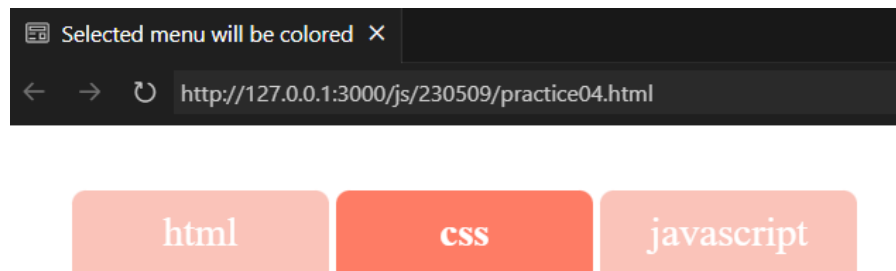 Selected menu will be colored
http://127.0.0.1:3000/js/230509/practice04.html
html css javascript